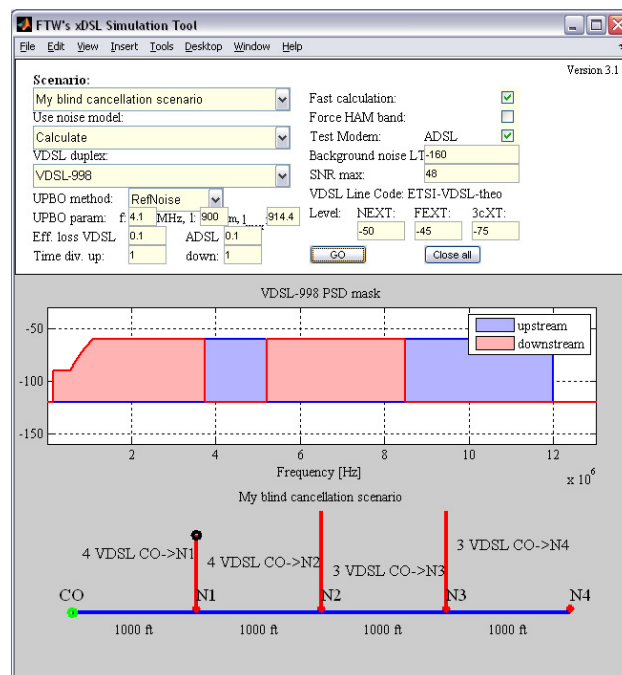 FTW's xDSL Simulation Tool
File Edit View Insert Tools Desktop Window Help
Version 3.1
Scenario:
My blind cancellation scenario
Use noise model:
Calculate
VDSL duplex:
VDSL-998
UPBO method: RefNoise
UPBO param: f: 4.1 MHz, l: 900 m, 914.4
Eff. loss VDSL 0.1 ADSL 0.1
Time div. up: 1 down: 1
Fast calculation:
Force HAM band:
Test Modem: ADSL
Background noise LT -160
SNR max: 48
VDSL Line Code: ETSI-VDSL-theo
Level: NEXT: FEXT: 3cXT:
-50 -45 -75
GO Close all
VDSL-998 PSD mask
-50
-100
-150
upstream
downstream
2 4 6 8 10 12
Frequency [Hz]
x 10^6
My blind cancellation scenario
4 VDSL CO->N1
4 VDSL CO->N2
3 VDSL CO->N3
3 VDSL CO->N4
CO N1 N2 N3 N4
1000 ft 1000 ft 1000 ft 1000 ft